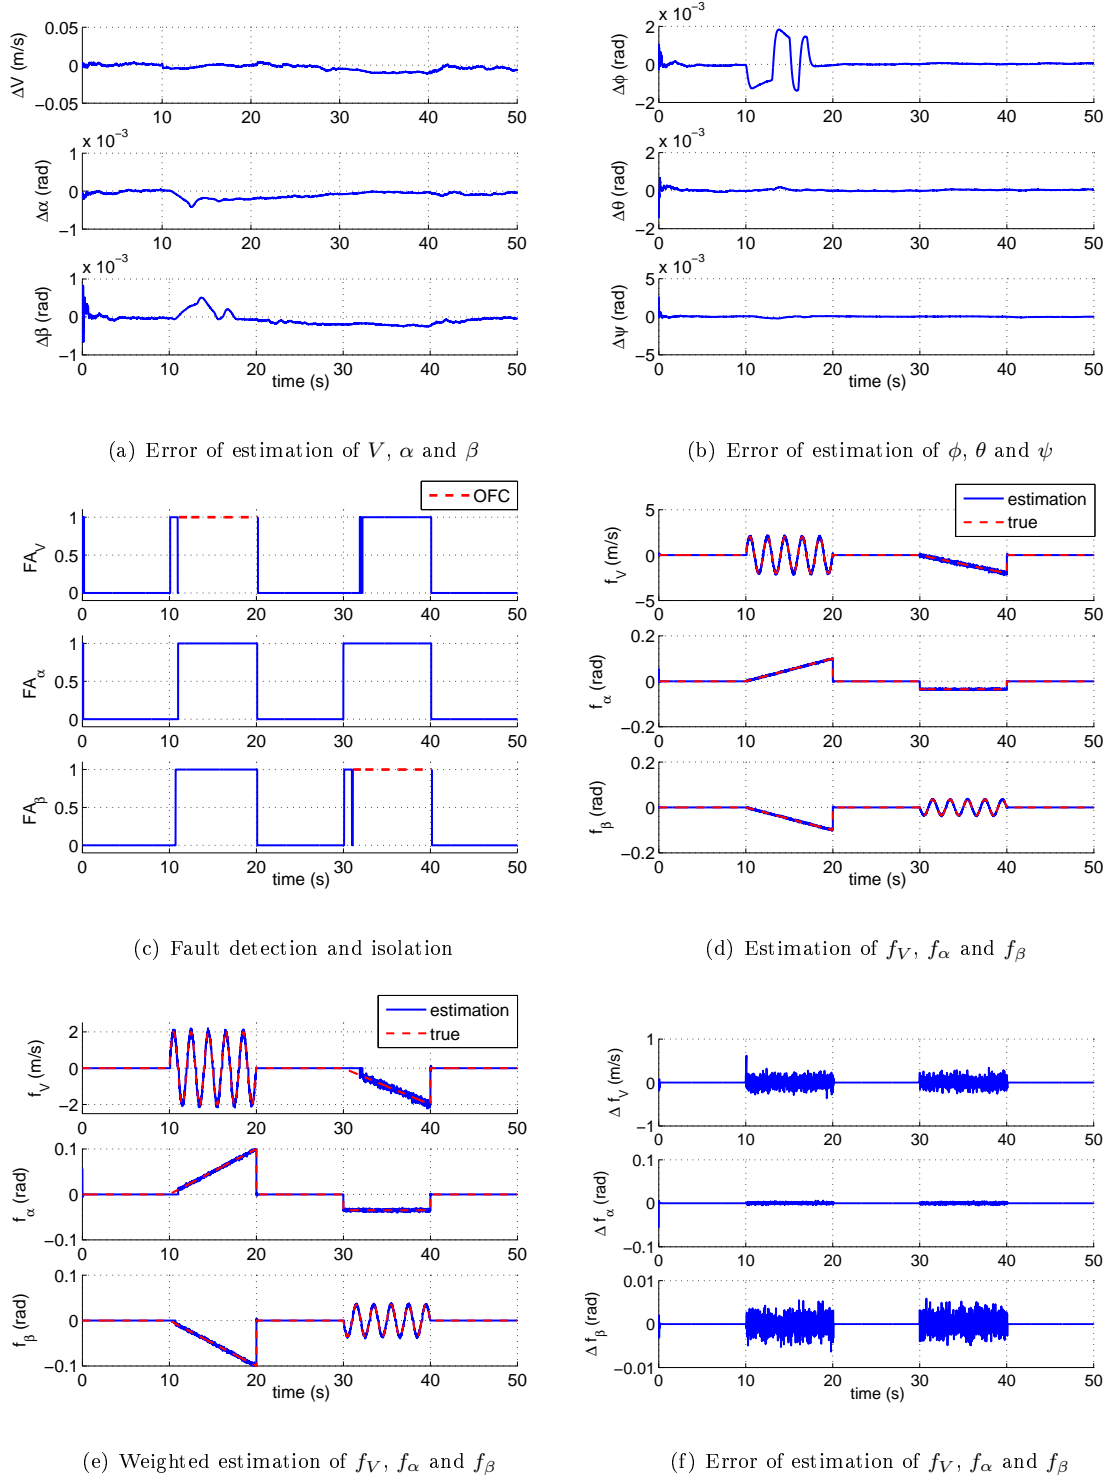 0.05
0
−0.05
ΔV (m/s)
0 10 20 30 40 50
x 10⁻³
1
0
−1
Δα (rad)
0 10 20 30 40 50
x 10⁻³
1
0
−1
Δβ (rad)
0 10 20 30 40 50
time (s)
(a) Error of estimation of V, α and β
x 10⁻³
2
0
−2
Δϕ (rad)
0 10 20 30 40 50
x 10⁻³
2
0
−2
Δθ (rad)
0 10 20 30 40 50
x 10⁻³
5
0
−5
Δψ (rad)
0 10 20 30 40 50
time (s)
(b) Error of estimation of ϕ, θ and ψ
OFC
1
0.5
0
FA_V
0 10 20 30 40 50
1
0.5
0
FA_α
0 10 20 30 40 50
1
0.5
0
FA_β
0 10 20 30 40 50
time (s)
(c) Fault detection and isolation
estimation
true
5
0
−5
f_V (m/s)
0 10 20 30 40 50
0.2
0
−0.2
f_α (rad)
0 10 20 30 40 50
0.2
0
−0.2
f_β (rad)
0 10 20 30 40 50
time (s)
(d) Estimation of f_V, f_α and f_β
estimation
true
2
0
−2
f_V (m/s)
0 10 20 30 40 50
0.1
0
−0.1
f_α (rad)
0 10 20 30 40 50
0.1
0
−0.1
f_β (rad)
0 10 20 30 40 50
time (s)
(e) Weighted estimation of f_V, f_α and f_β
1
0
−1
Δ f_V (m/s)
0 10 20 30 40 50
0.1
0
−0.1
Δ f_α (rad)
0 10 20 30 40 50
0.01
0
−0.01
Δ f_β (rad)
0 10 20 30 40 50
time (s)
(f) Error of estimation of f_V, f_α and f_β